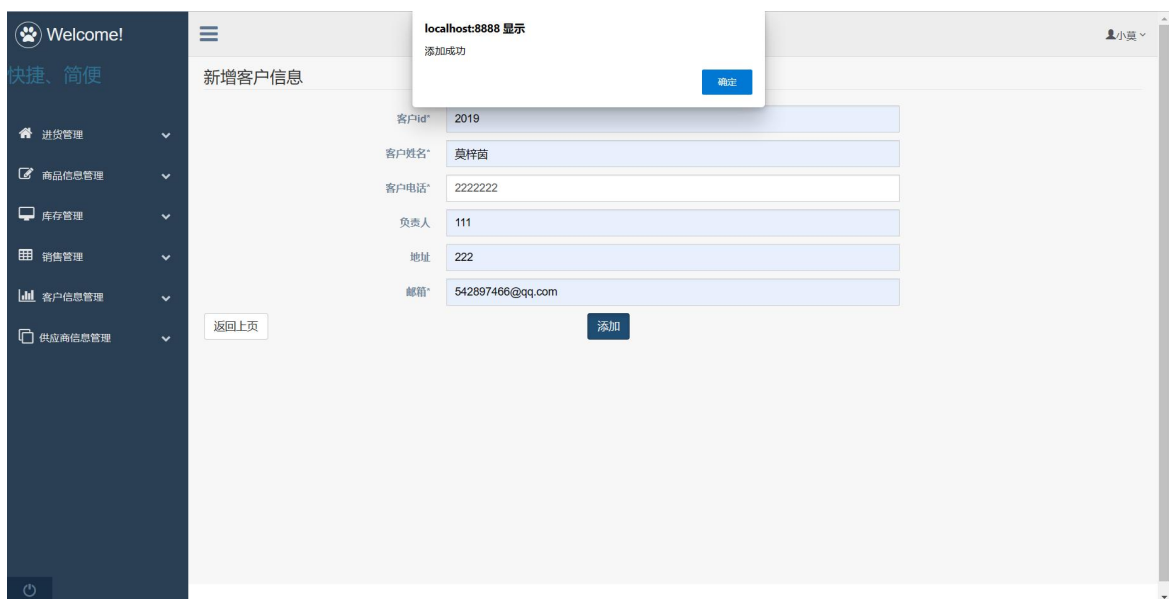 Welcome!
快捷、简便
进货管理
商品信息管理
库存管理
销售管理
客户信息管理
供应商信息管理
小莫
localhost:8888 显示
添加成功
确定
新增客户信息
客户id* 2019
客户姓名* 莫梓茵
客户电话* 2222222
负责人 111
地址 222
邮箱* 542897466@qq.com
返回上页 添加